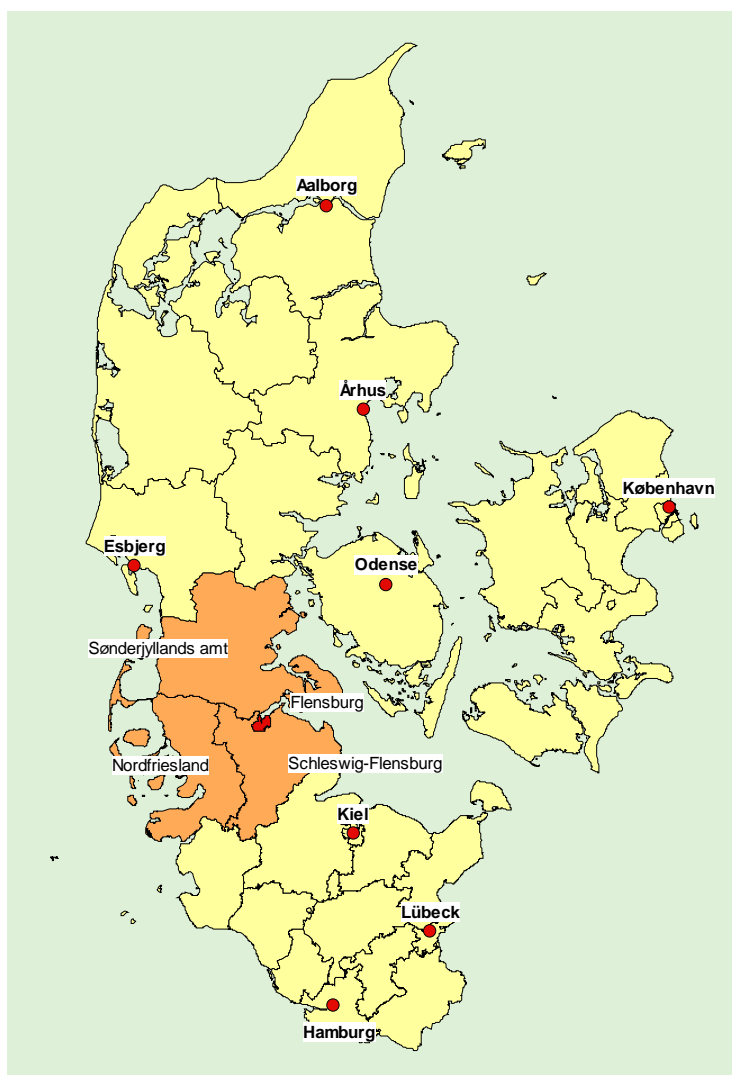 Aalborg
Århus
København
Esbjerg
Odense
Sønderjyllands amt
Flensburg
Nordfriesland
Schleswig-Flensburg
Kiel
Lübeck
Hamburg